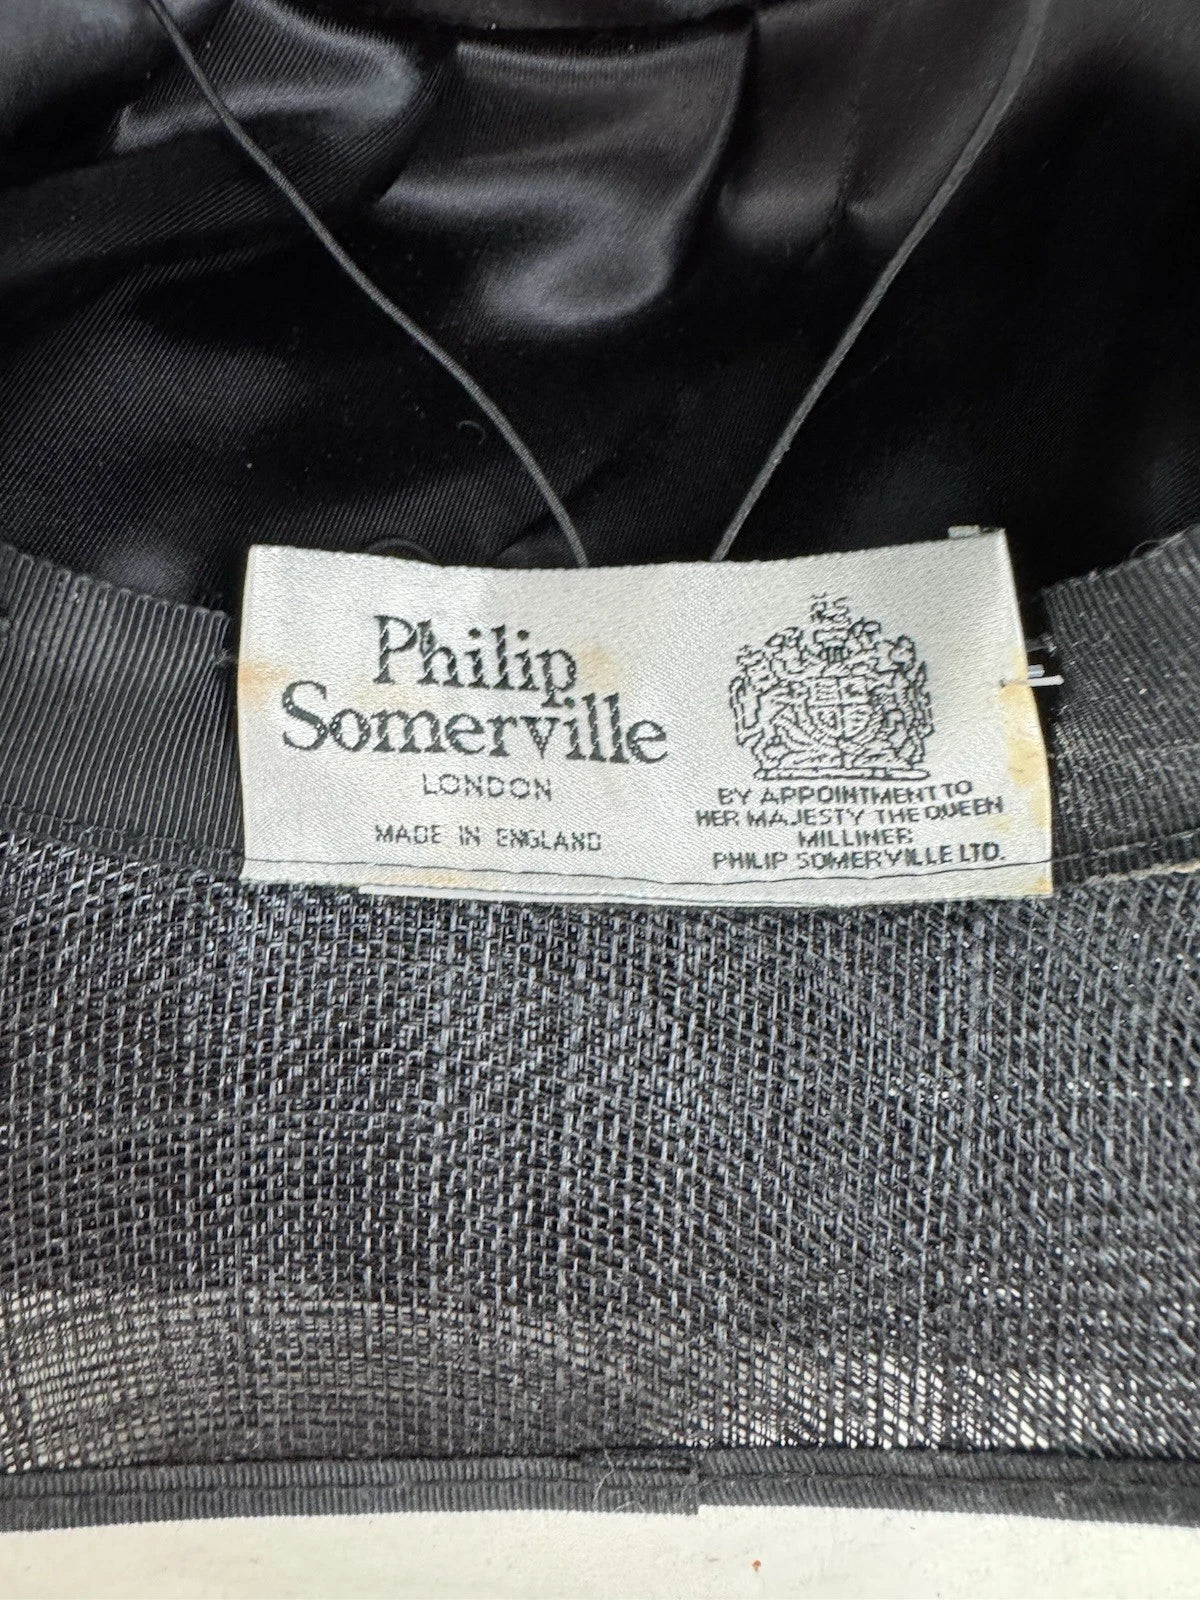 Philip
Somerville
LONDON
MADE IN ENGLAND
BY APPOINTMENT TO
HER MAJESTY THE QUEEN
MILLINER
PHILIP SOMERVILLE LTD.